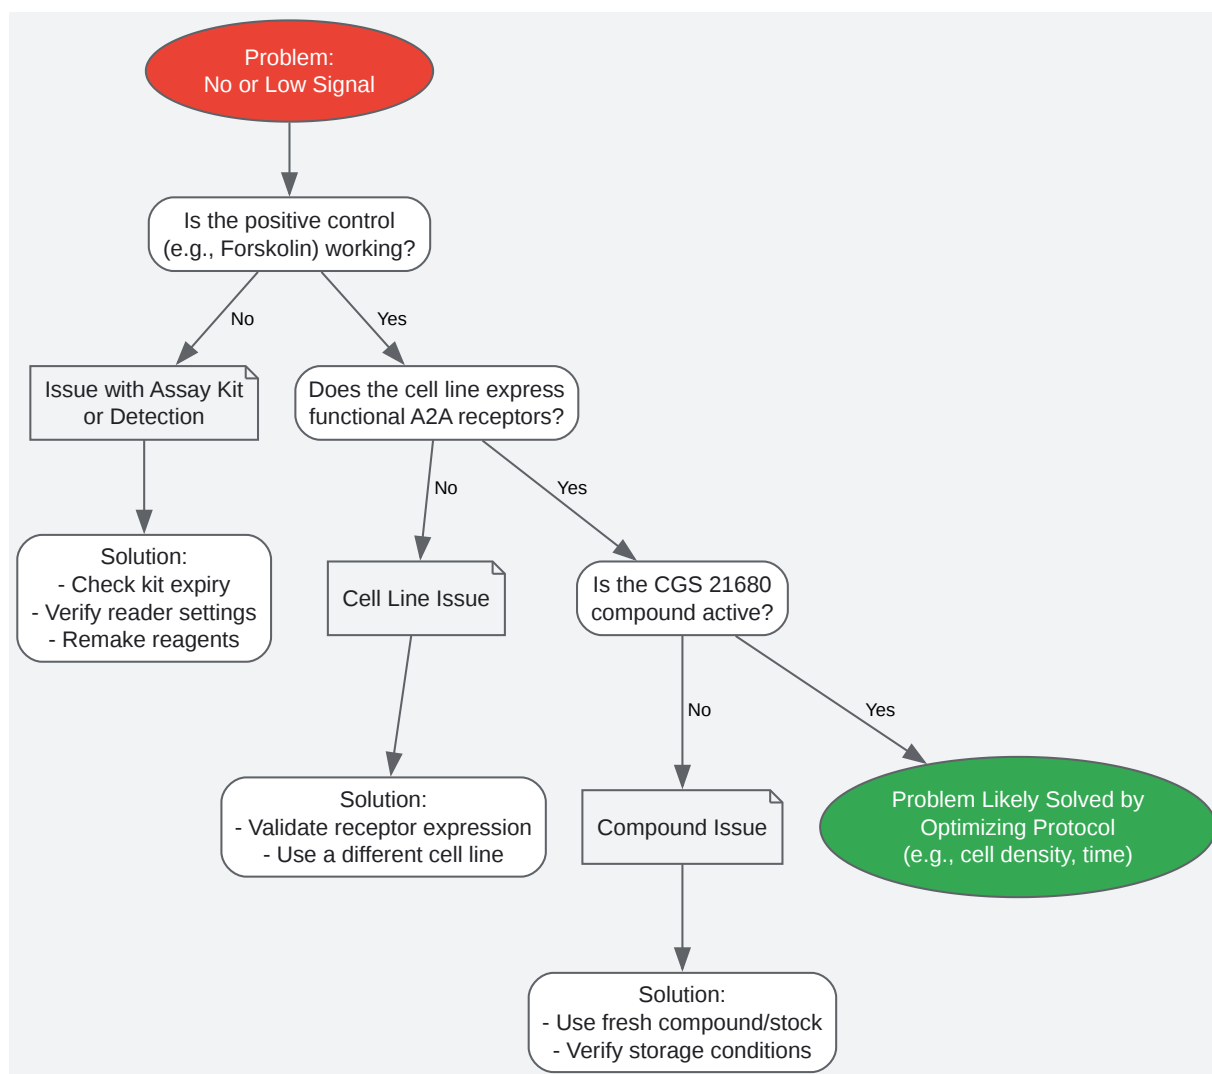 Problem:
No or Low Signal
Is the positive control
(e.g., Forskolin) working?
No
Yes
Issue with Assay Kit
or Detection
Does the cell line express
functional A2A receptors?
No
Yes
Solution:
- Check kit expiry
- Verify reader settings
- Remake reagents
Cell Line Issue
Is the CGS 21680
compound active?
No
Yes
Solution:
- Validate receptor expression
- Use a different cell line
Compound Issue
Problem Likely Solved by
Optimizing Protocol
(e.g., cell density, time)
Solution:
- Use fresh compound/stock
- Verify storage conditions